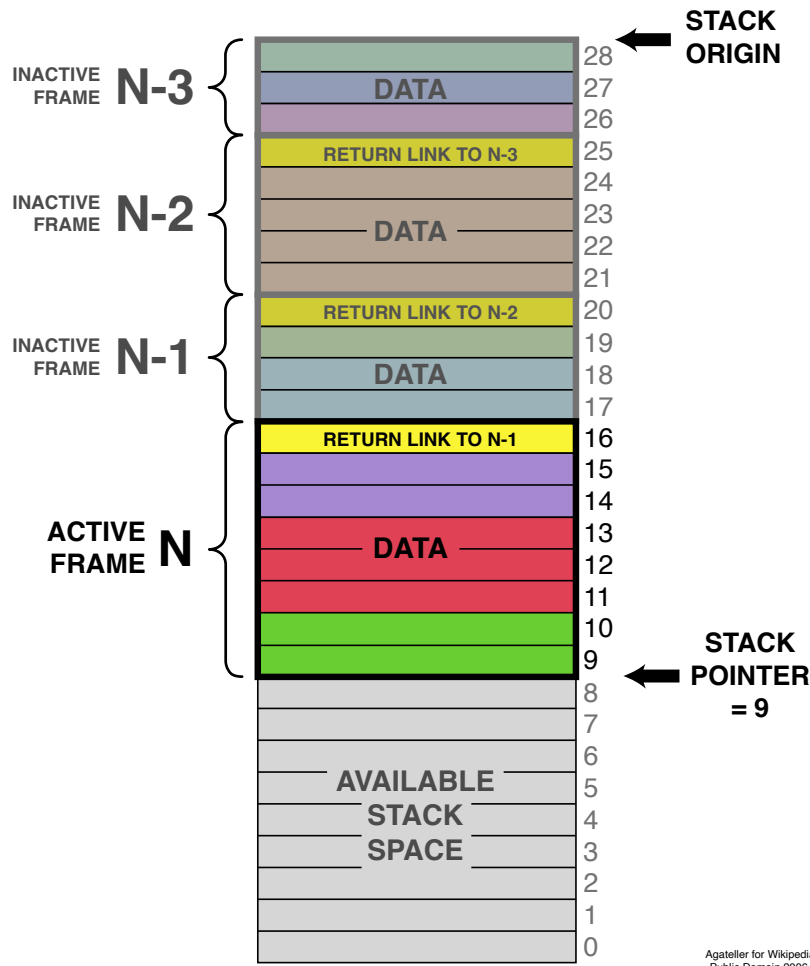 STACK
ORIGIN
28
INACTIVE
FRAME N-3
DATA
27
26
RETURN LINK TO N-3
25
24
INACTIVE
FRAME N-2
23
DATA
22
21
RETURN LINK TO N-2
20
19
INACTIVE
FRAME N-1
DATA
18
17
RETURN LINK TO N-1
16
15
14
ACTIVE
FRAME N
13
DATA
12
11
10
9
STACK
POINTER
= 9
8
7
6
AVAILABLE
5
STACK
4
SPACE
3
2
1
0
Agateller for Wikipedia
Public Domain 2006